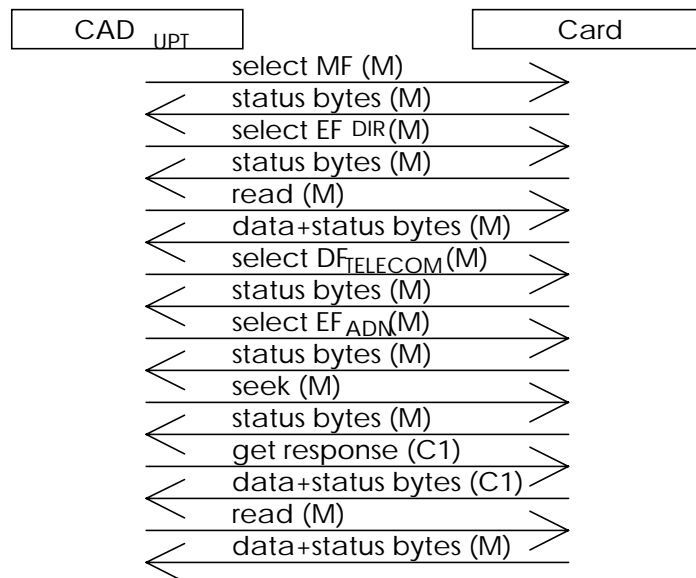 CAD UPT
Card
select MF (M)
status bytes (M)
select EF DIR (M)
status bytes (M)
read (M)
data+status bytes (M)
select DFTELECOM (M)
status bytes (M)
select EFADN (M)
status bytes (M)
seek (M)
status bytes (M)
get response (C1)
data+status bytes (C1)
read (M)
data+status bytes (M)